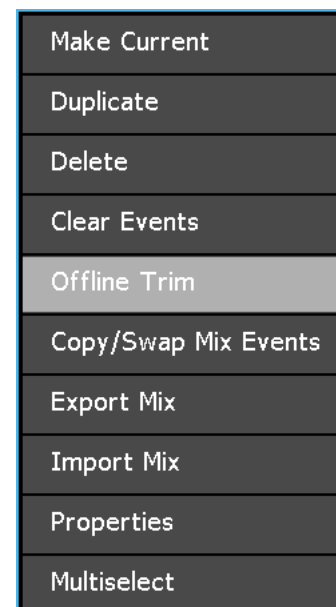 Make Current
Duplicate
Delete
Clear Events
Offline Trim
Copy/Swap Mix Events
Export Mix
Import Mix
Properties
Multiselect